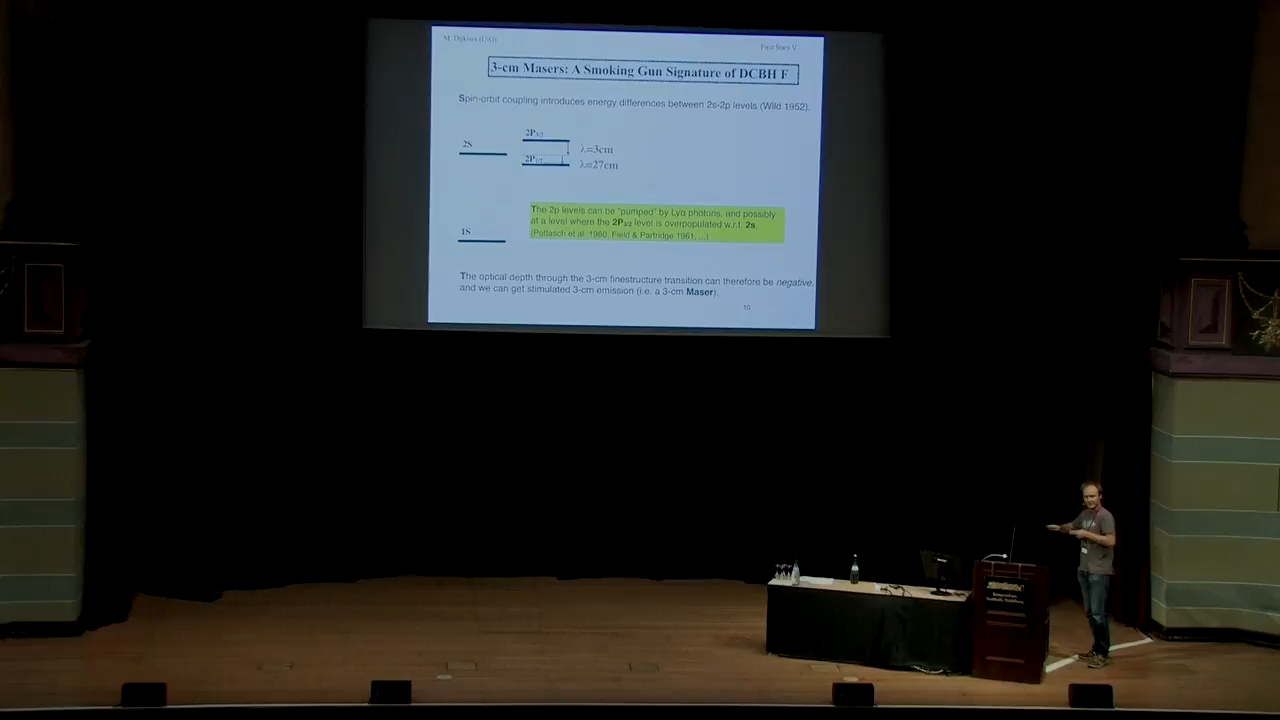 M. Dijkstra (UiO)
First Stars V
3-cm Masers: A Smoking Gun Signature of DCBH F
Spin-orbit coupling introduces energy differences between 2s-2p levels (Wild 1952).
2P3/2
2S
λ=3cm
2P1/2
λ=27cm
The 2p levels can be "pumped" by Lyα photons, and possibly
at a level where the 2P3/2 level is overpopulated w.r.t. 2s.
(Pottasch et al. 1960, Field & Partridge 1961, ...)
1S
The optical depth through the 3-cm finestructure transition can therefore be negative,
and we can get stimulated 3-cm emission (i.e. a 3-cm Maser).
10